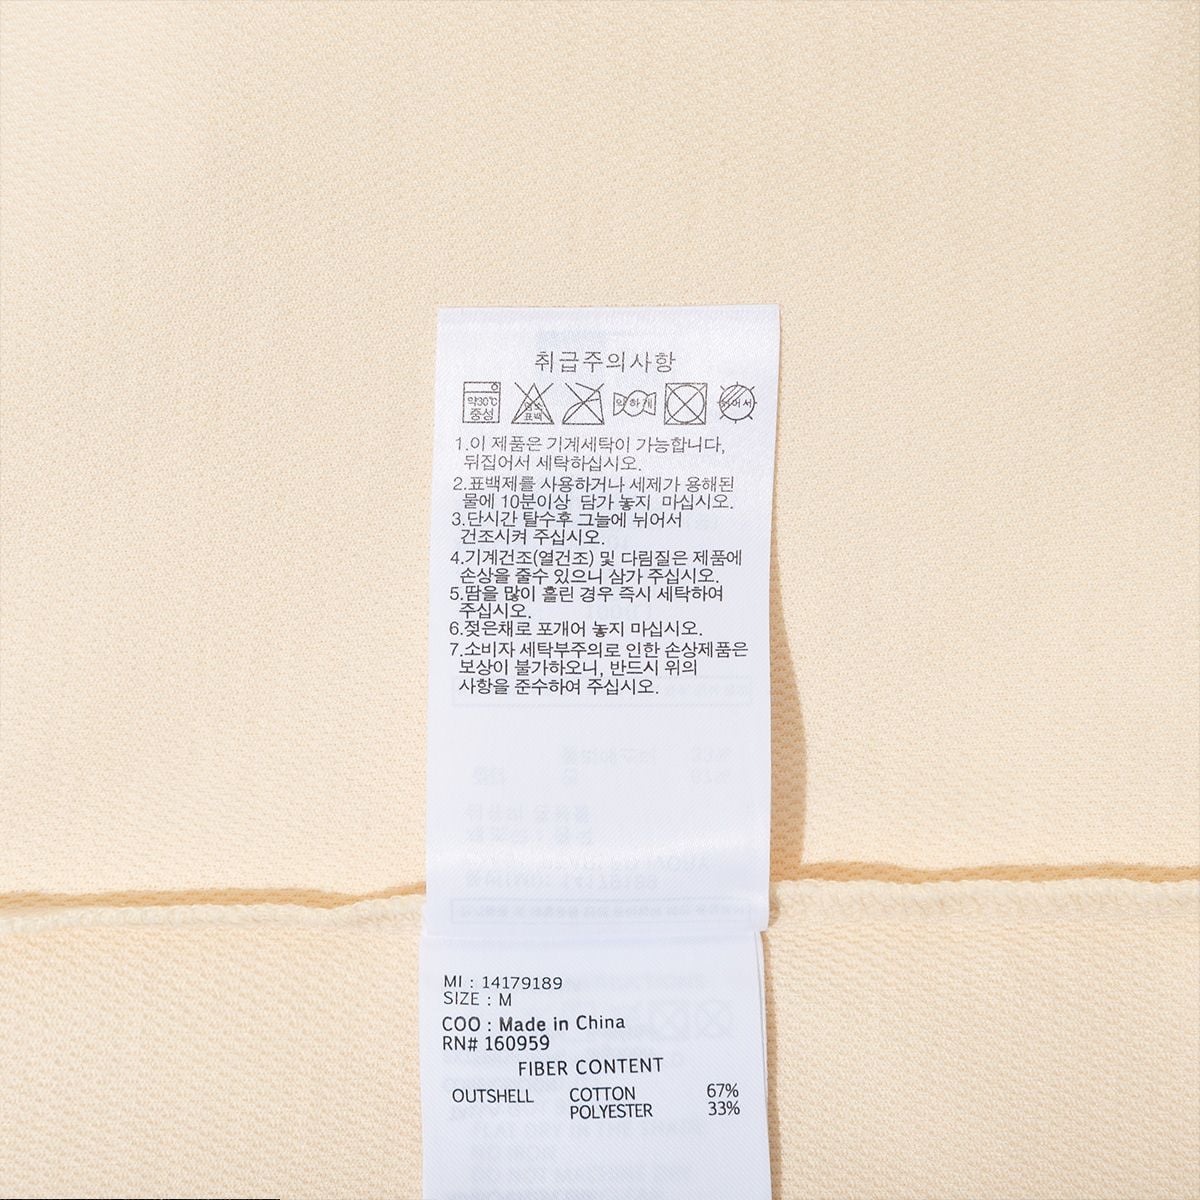 취급주의사항
약30℃
중성
염소
표백
약하게
뉘어서
1.이 제품은 기계세탁이 가능합니다,
뒤집어서 세탁하십시오.
2.표백제를 사용하거나 세제가 용해된
물에 10분이상 담가 놓지 마십시오.
3.단시간 탈수후 그늘에 뉘어서
건조시켜 주십시오.
4.기계건조(열건조) 및 다림질은 제품에
손상을 줄수 있으니 삼가 주십시오.
5.땀을 많이 흘린 경우 즉시 세탁하여
주십시오.
6.젖은채로 포개어 놓지 마십시오.
7.소비자 세탁부주의로 인한 손상제품은
보상이 불가하오니, 반드시 위의
사항을 준수하여 주십시오.
MI : 14179189
SIZE : M
COO : Made in China
RN# 160959
FIBER CONTENT
OUTSHELL COTTON 67%
POLYESTER 33%